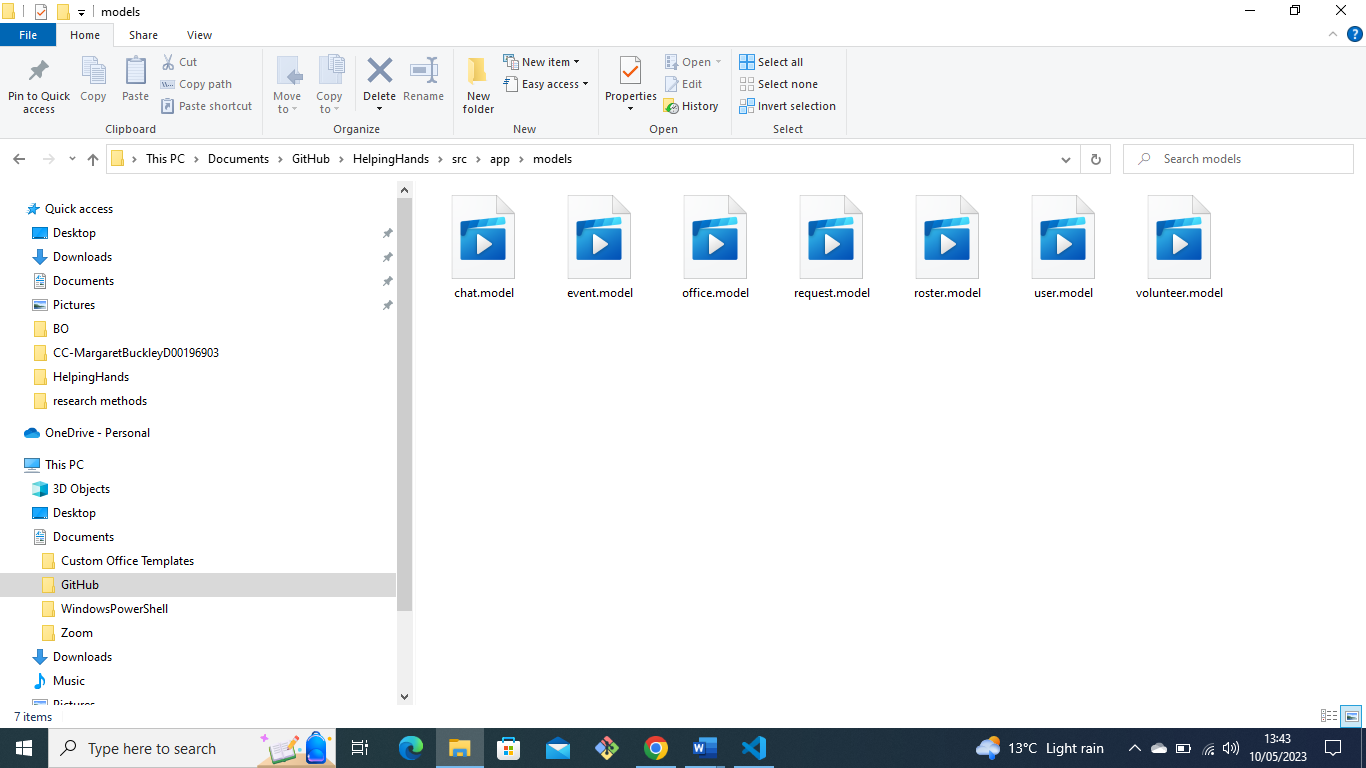 models
File Home Share View
Pin to Quick access
Copy
Paste
Cut
Copy path
Paste shortcut
Clipboard
Move to
Copy to
Delete
Rename
Organize
New folder
New item
Easy access
New
Properties
Open
Edit
History
Open
Select all
Select none
Invert selection
Select
This PC > Documents > GitHub > HelpingHands > src > app > models
Search models
Quick access
Desktop
Downloads
Documents
Pictures
BO
CC-MargaretBuckleyD00196903
HelpingHands
research methods
OneDrive - Personal
This PC
3D Objects
Desktop
Documents
Custom Office Templates
GitHub
WindowsPowerShell
Zoom
Downloads
Music
Pictures
chat.model event.model office.model request.model roster.model user.model volunteer.model
7 items
Type here to search
13°C Light rain
13:43
10/05/2023